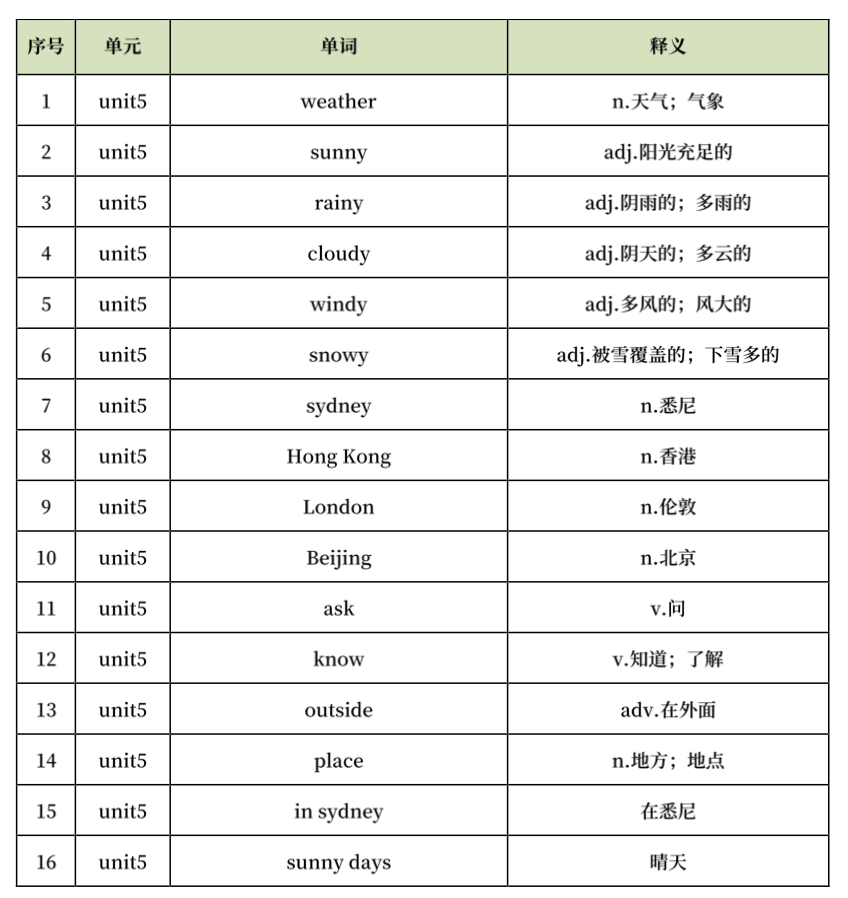 序号 单元 单词 释义
1 unit5 weather n.天气；气象
2 unit5 sunny adj.阳光充足的
3 unit5 rainy adj.阴雨的；多雨的
4 unit5 cloudy adj.阴天的；多云的
5 unit5 windy adj.多风的；风大的
6 unit5 snowy adj.被雪覆盖的；下雪多的
7 unit5 sydney n.悉尼
8 unit5 Hong Kong n.香港
9 unit5 London n.伦敦
10 unit5 Beijing n.北京
11 unit5 ask v.问
12 unit5 know v.知道；了解
13 unit5 outside adv.在外面
14 unit5 place n.地方；地点
15 unit5 in sydney 在悉尼
16 unit5 sunny days 晴天